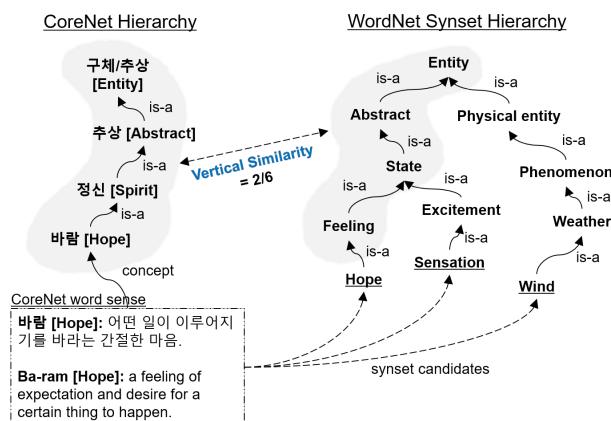 CoreNet Hierarchy
WordNet Synset Hierarchy
구체/추상
[Entity]
is-a
추상 [Abstract]
is-a
정신 [Spirit]
is-a
바람 [Hope]
concept
Vertical Similarity
= 2/6
Entity
is-a
is-a
Abstract
Physical entity
is-a
is-a
State
Phenomenon
is-a
is-a
is-a
Excitement
Weather
Feeling
is-a
is-a
is-a
Hope
Sensation
Wind
CoreNet word sense
바람 [Hope]: 어떤 일이 이루어지
기를 바라는 간절한 마음.
Ba-ram [Hope]: a feeling of
expectation and desire for a
certain thing to happen.
synset candidates